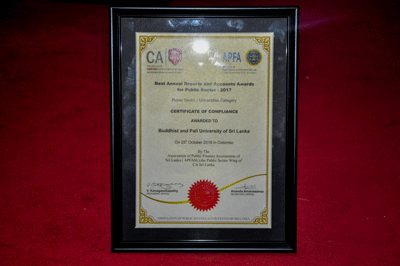 CA
APFA
Best Annual Reports and Accounts Awards
for Public Sector - 2017
Public Sector - Universities Category
CERTIFICATE OF COMPLIANCE
AWARDED TO
Buddhist and Pali University of Sri Lanka
On 25th October 2018 in Colombo.
By The
Association of Public Finance Accountants of
Sri Lanka ( APFASL) the Public Sector Wing of
CA Sri Lanka